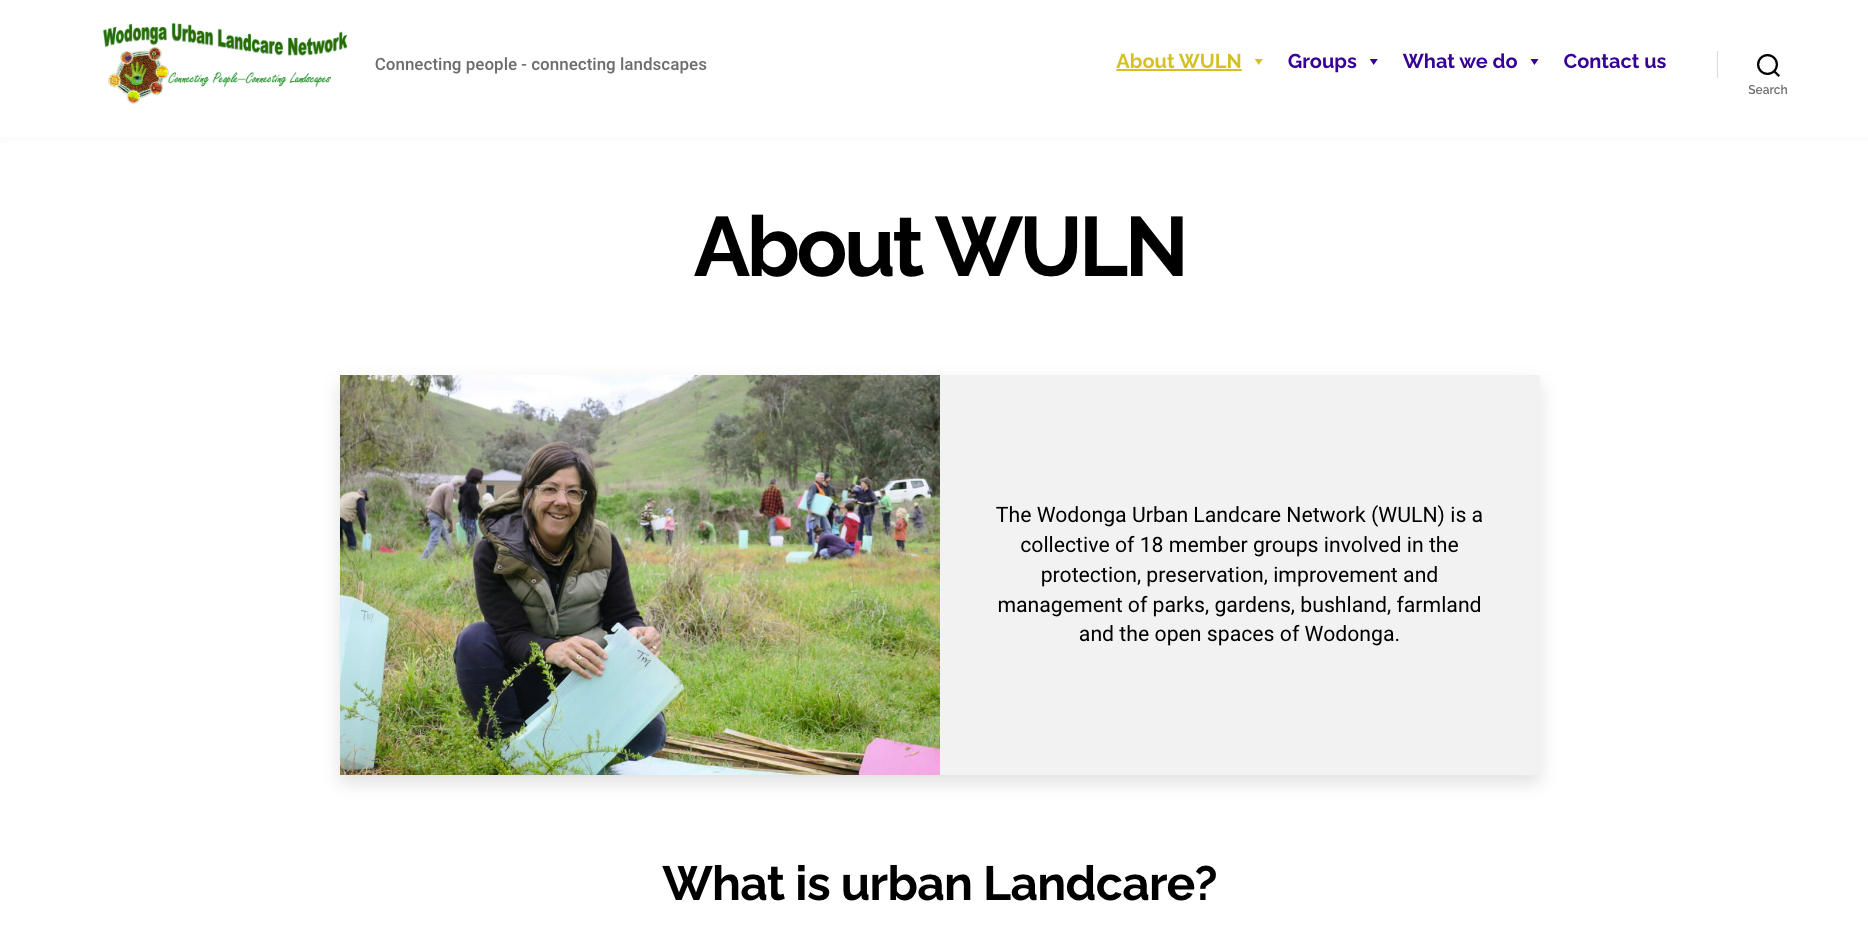 Wodonga Urban Landcare Network
Connecting People—Connecting Landscapes
Connecting people - connecting landscapes
About WULN
Groups
What we do
Contact us
Search
About WULN
The Wodonga Urban Landcare Network (WULN) is a
collective of 18 member groups involved in the
protection, preservation, improvement and
management of parks, gardens, bushland, farmland
and the open spaces of Wodonga.
TM
TM
What is urban Landcare?